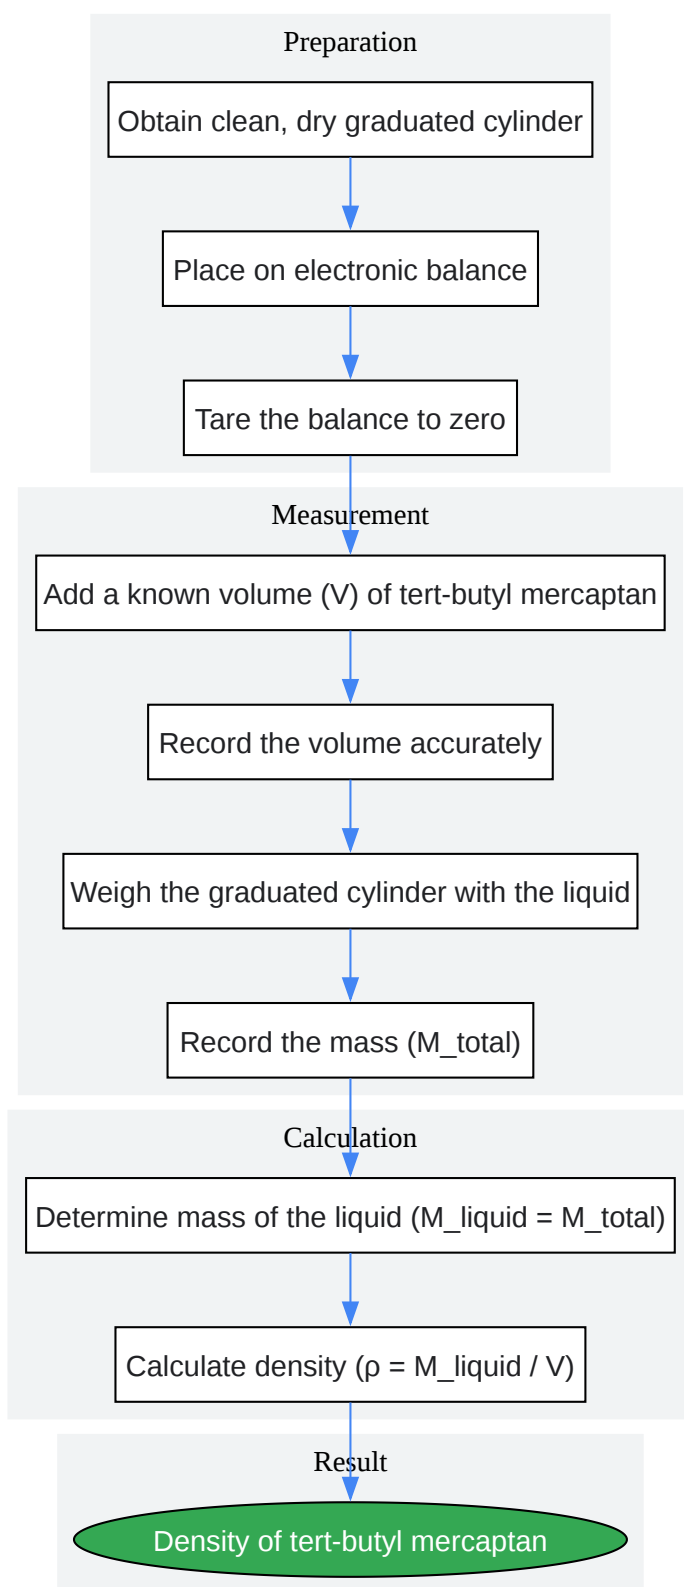 Preparation
Obtain clean, dry graduated cylinder
Place on electronic balance
Tare the balance to zero
Measurement
Add a known volume (V) of tert-butyl mercaptan
Record the volume accurately
Weigh the graduated cylinder with the liquid
Record the mass (M_total)
Calculation
Determine mass of the liquid (M_liquid = M_total)
Calculate density (ρ = M_liquid / V)
Result
Density of tert-butyl mercaptan